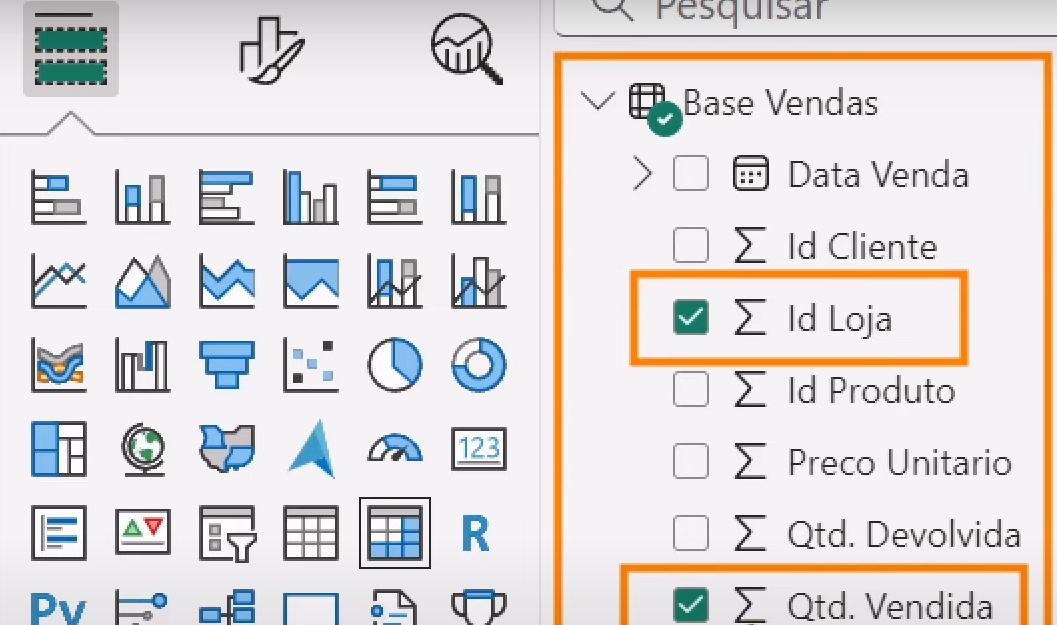 Pesquisar
Base Vendas
Data Venda
Id Cliente
Id Loja
Id Produto
Preco Unitario
Qtd. Devolvida
Qtd. Vendida
123
R
Py